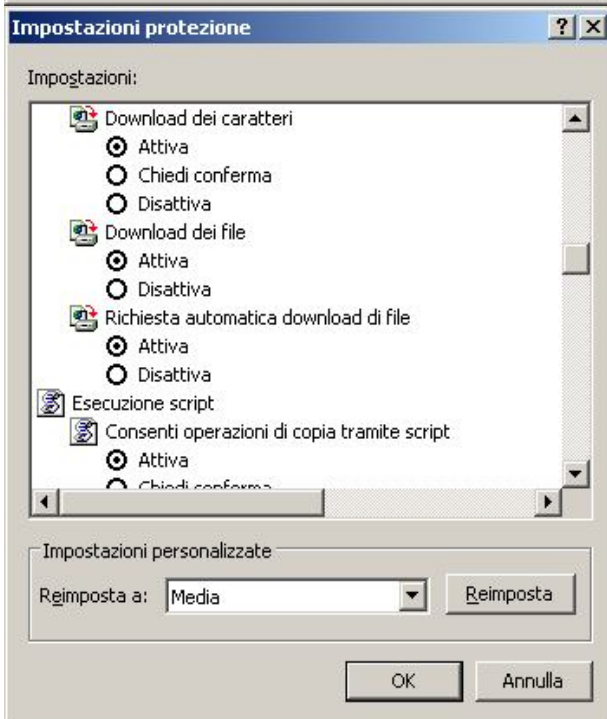 Impostazioni protezione
Impostazioni:
Download dei caratteri
Attiva
Chiedi conferma
Disattiva
Download dei file
Attiva
Disattiva
Richiesta automatica download di file
Attiva
Disattiva
Esecuzione script
Consenti operazioni di copia tramite script
Attiva
Chiedi conferma
Impostazioni personalizzate
Reimposta a: Media Reimposta
OK Annulla